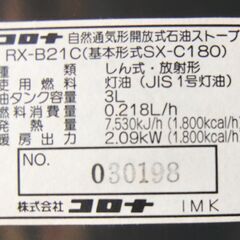 コロナ 自然通気形開放式石油ストーブ
RX-B21C(基本形式SX-C180)
しん式・放射形
使用燃料 灯油(JIS1号灯油)
油タンク容量 3L
燃料消費量 0.218L/h
発熱量 7,530kJ/h(1,800kcal/h)
暖房出力 2.09kW(1,800kcal/h)
NO. 030198
株式会社コロナ IMK